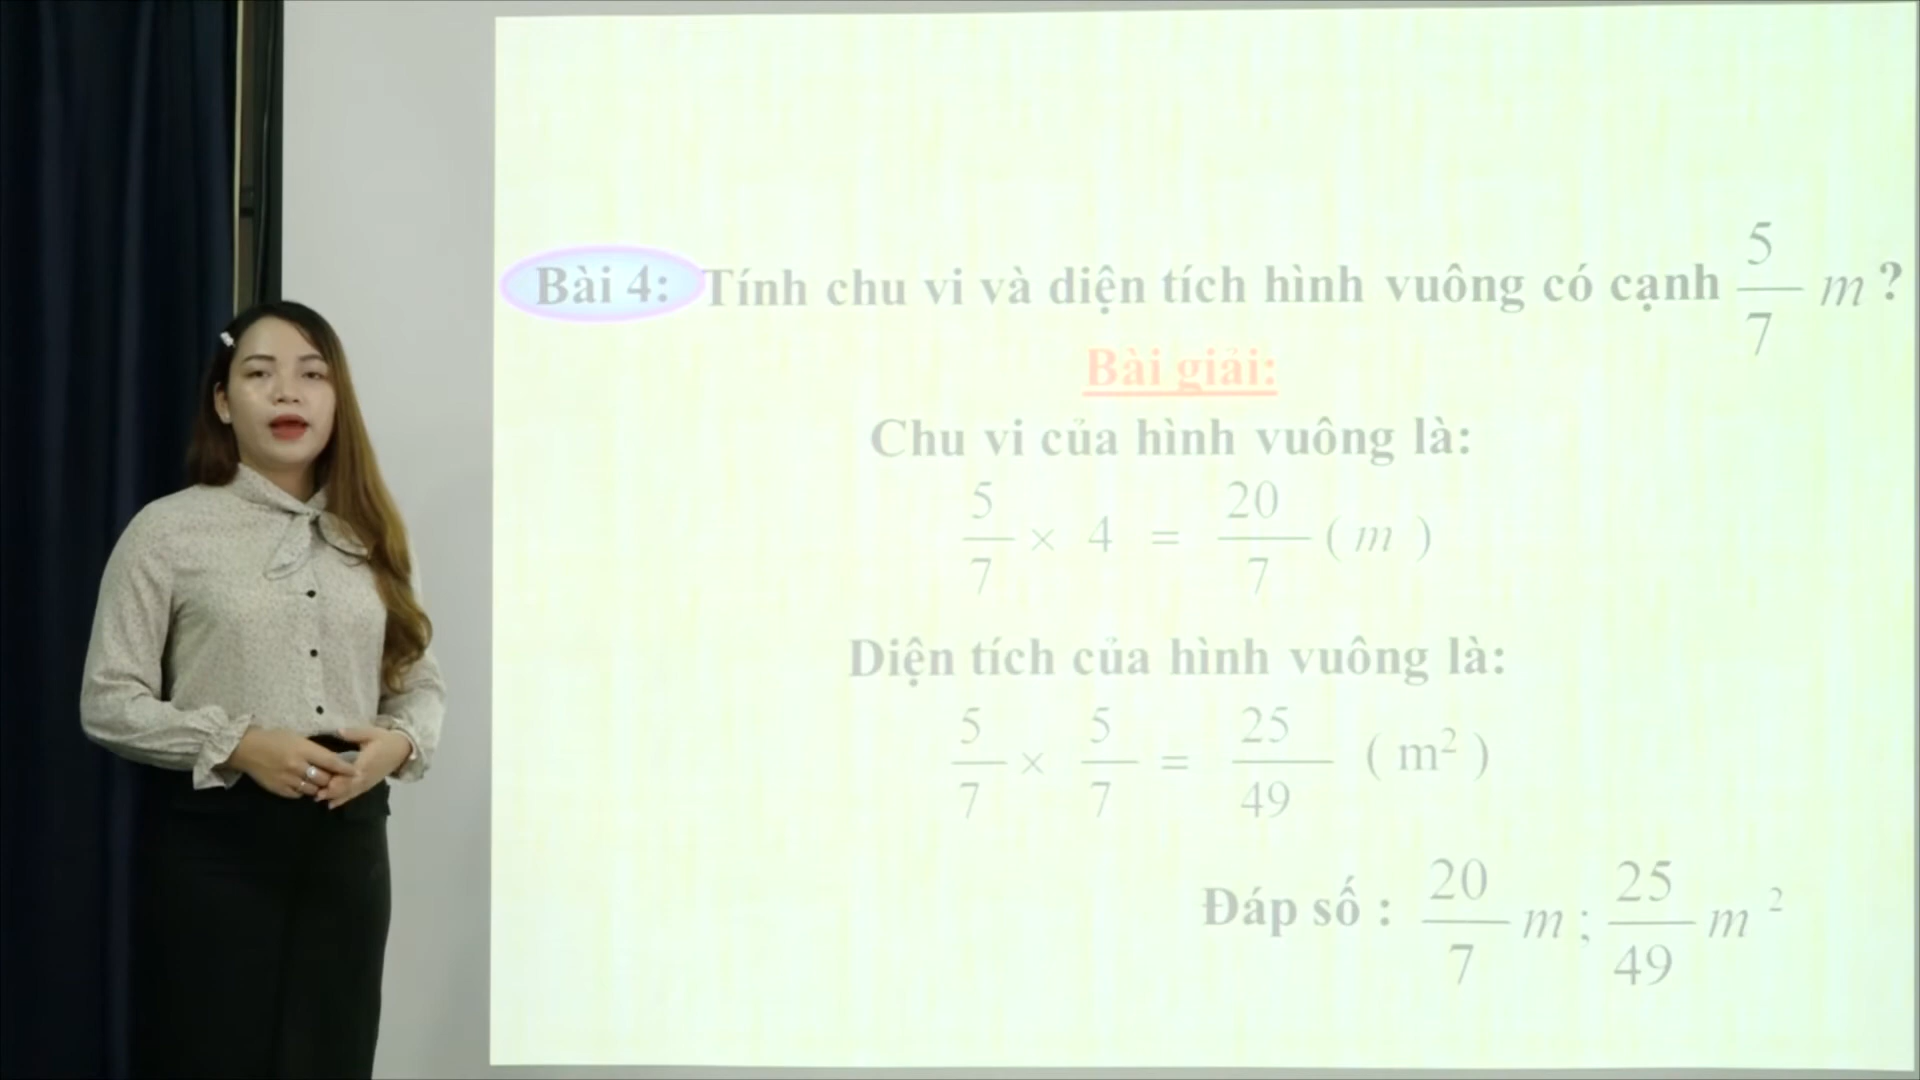 Bài 4: Tính chu vi và diện tích hình vuông có cạnh 5/7 m ?
Bài giải:
Chu vi của hình vuông là:
5/7 × 4 = 20/7 ( m )
Diện tích của hình vuông là:
5/7 × 5/7 = 25/49 ( m² )
Đáp số : 20/7 m ; 25/49 m ²